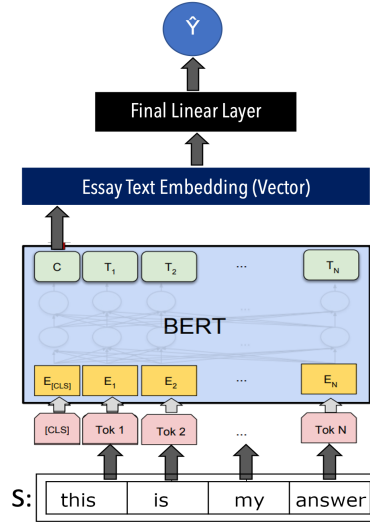 Ŷ
Final Linear Layer
Essay Text Embedding (Vector)
C T1 T2 ... TN
BERT
E[CLS] E1 E2 ... EN
[CLS] Tok 1 Tok 2 ... Tok N
S: this is my answer